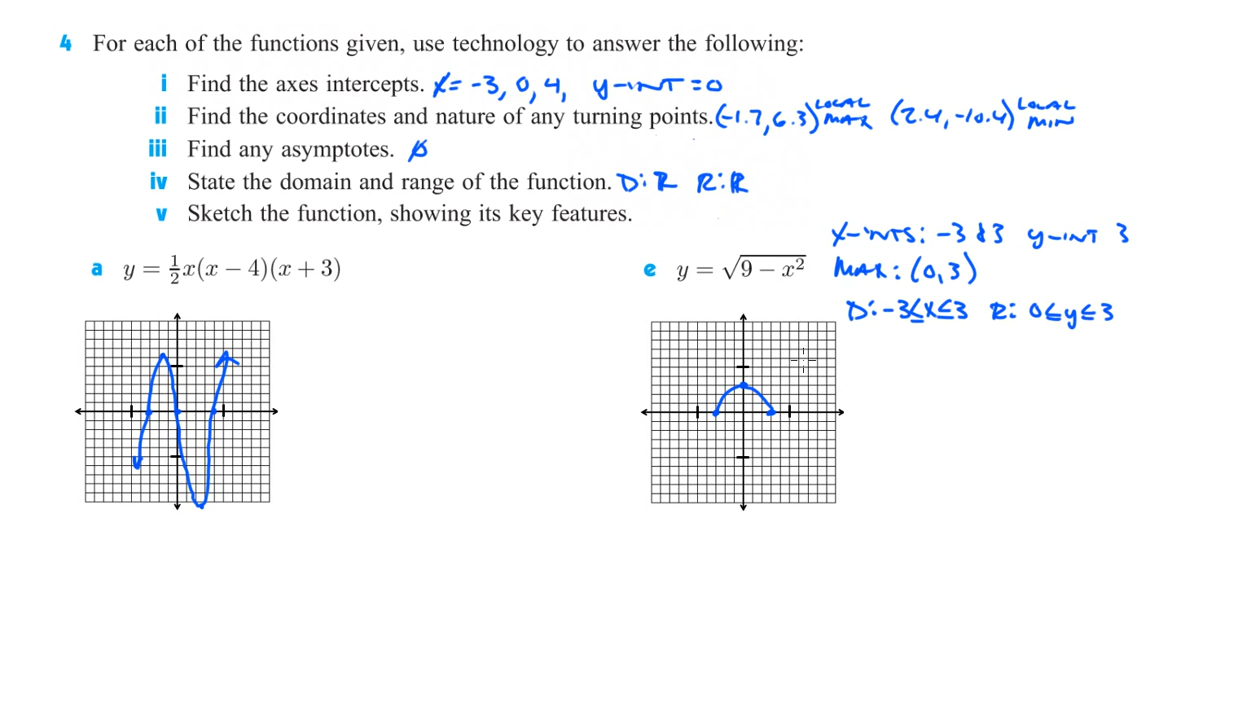 4 For each of the functions given, use technology to answer the following:
i Find the axes intercepts. x= -3, 0, 4, y-INT = 0
ii Find the coordinates and nature of any turning points. (-1.7, 6.3) LOCAL MAX (2.4, -10.4) LOCAL MIN
iii Find any asymptotes. ∅
iv State the domain and range of the function. D: ℝ R: ℝ
v Sketch the function, showing its key features.
X-INTS: -3 & 3 y-INT 3
a y = ½x(x − 4)(x + 3)
e y = √(9 − x²) MAX: (0, 3)
D: -3≤x≤3 R: 0≤y≤3